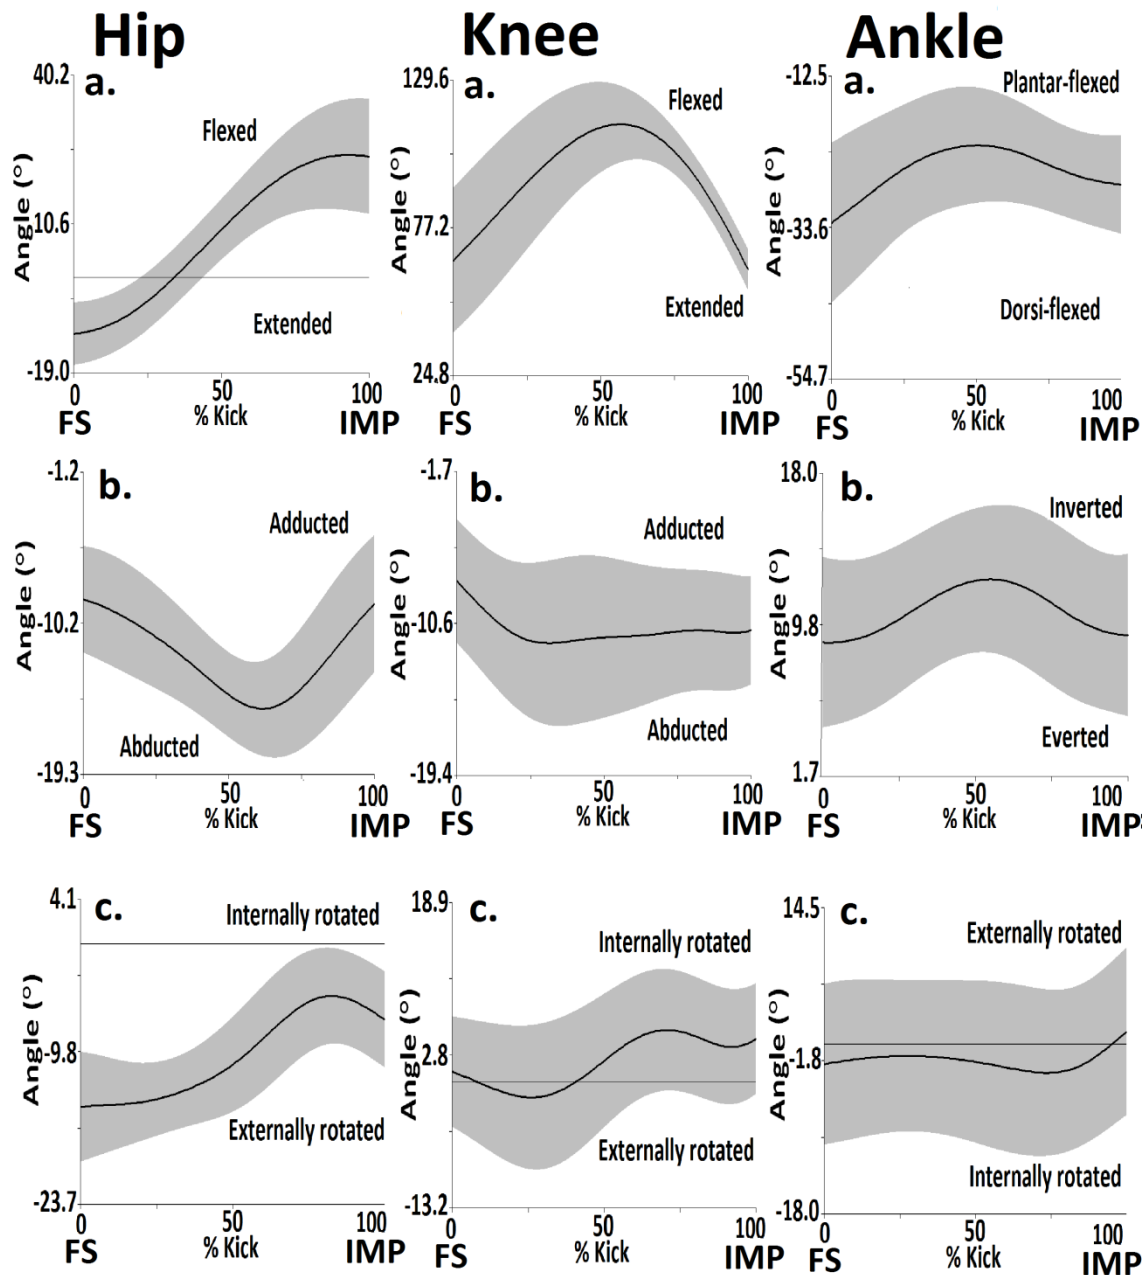 Hip Knee Ankle
40.2 a. Flexed Extended 10.6 -19.0 Angle (°) 0 50 100 FS % Kick IMP
129.6 a. Flexed Extended 77.2 24.8 Angle (°) 0 50 100 FS % Kick IMP
-12.5 a. Plantar-flexed Dorsi-flexed -33.6 -54.7 Angle (°) 0 50 100 FS % Kick IMP
-1.2 b. Adducted Abducted -10.2 -19.3 Angle (°) 0 50 100 FS % Kick IMP
-1.7 b. Adducted Abducted -10.6 -19.4 Angle (°) 0 50 100 FS % Kick IMP
18.0 b. Inverted Everted 9.8 1.7 Angle (°) 0 50 100 FS % Kick IMP
4.1 c. Internally rotated Externally rotated -9.8 -23.7 Angle (°) 0 50 100 FS % Kick IMP
18.9 c. Internally rotated Externally rotated 2.8 -13.2 Angle (°) 0 50 100 FS % Kick IMP
14.5 c. Externally rotated Internally rotated -1.8 -18.0 Angle (°) 0 50 100 FS % Kick IMP